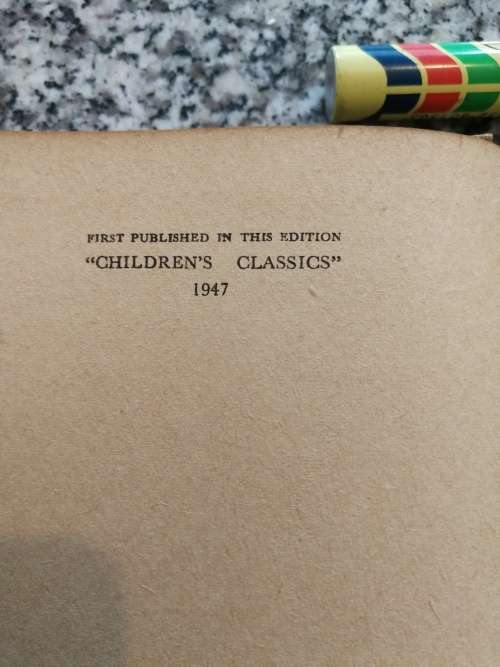 FIRST PUBLISHED IN THIS EDITION
"CHILDREN'S CLASSICS"
1947